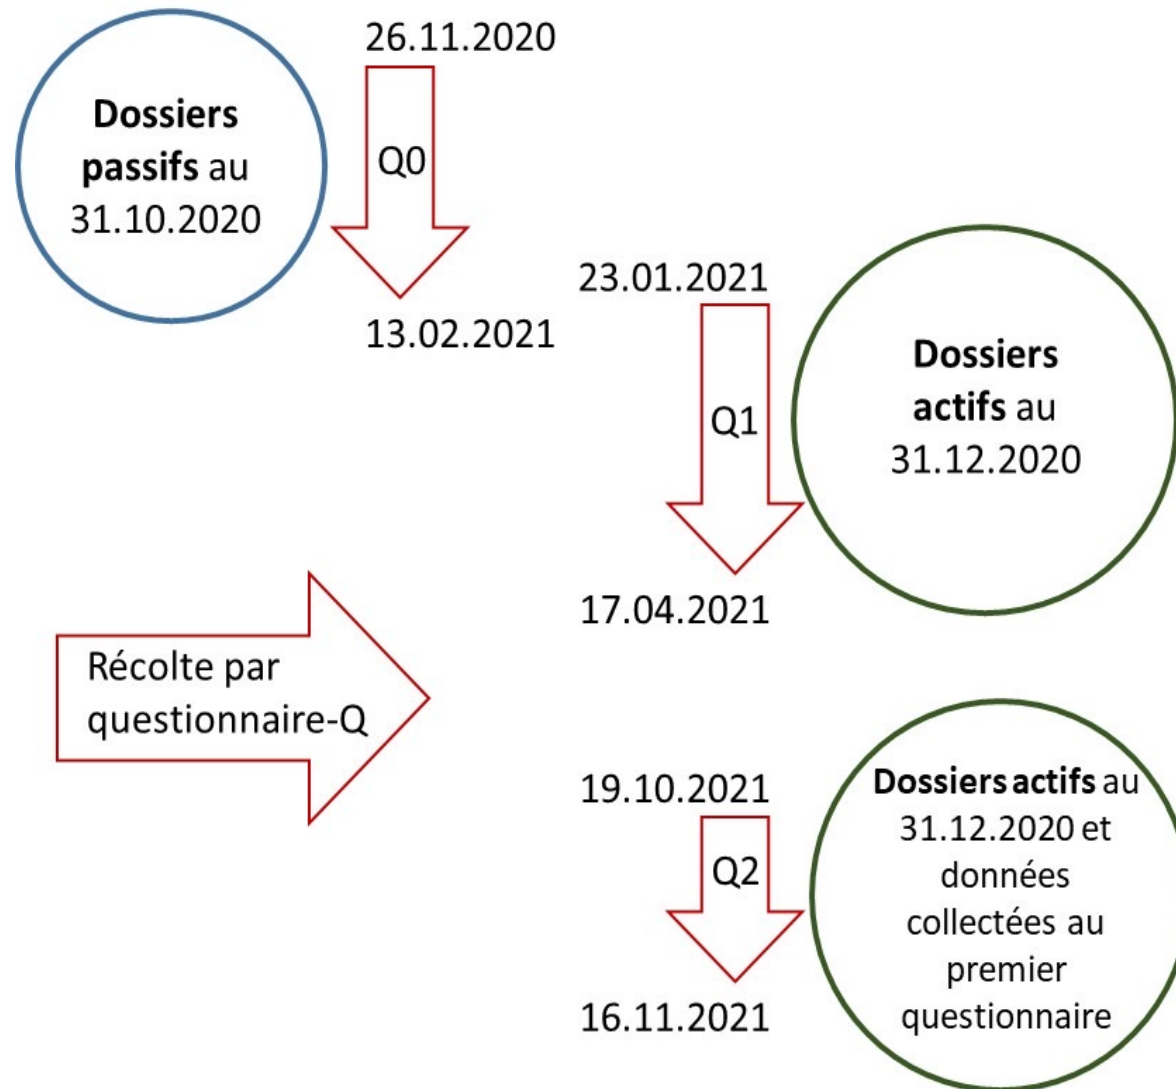 26.11.2020
Dossiers
passifs au
31.10.2020
Q0
13.02.2021
23.01.2021
Dossiers
actifs au
31.12.2020
Q1
17.04.2021
Récolte par
questionnaire-Q
19.10.2021
Dossiers actifs au
31.12.2020 et
données
collectées au
premier
questionnaire
Q2
16.11.2021